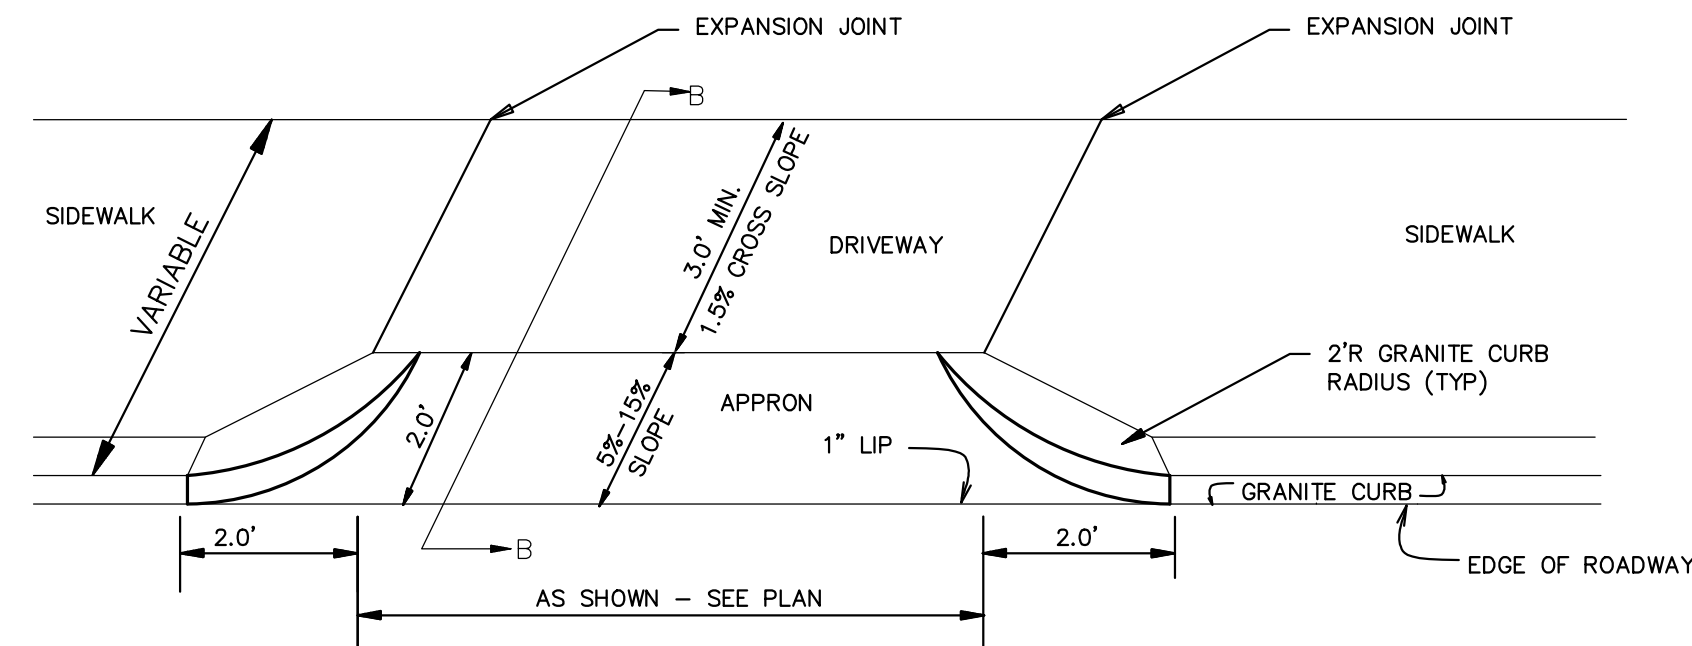 EXPANSION JOINT
EXPANSION JOINT
B
SIDEWALK
VARIABLE
3.0' MIN.
1.5% CROSS SLOPE
DRIVEWAY
SIDEWALK
2'R GRANITE CURB
RADIUS (TYP)
2.0'
5%-15%
SLOPE
APPRON
1" LIP
GRANITE CURB
2.0'
B
2.0'
EDGE OF ROADWAY
AS SHOWN - SEE PLAN